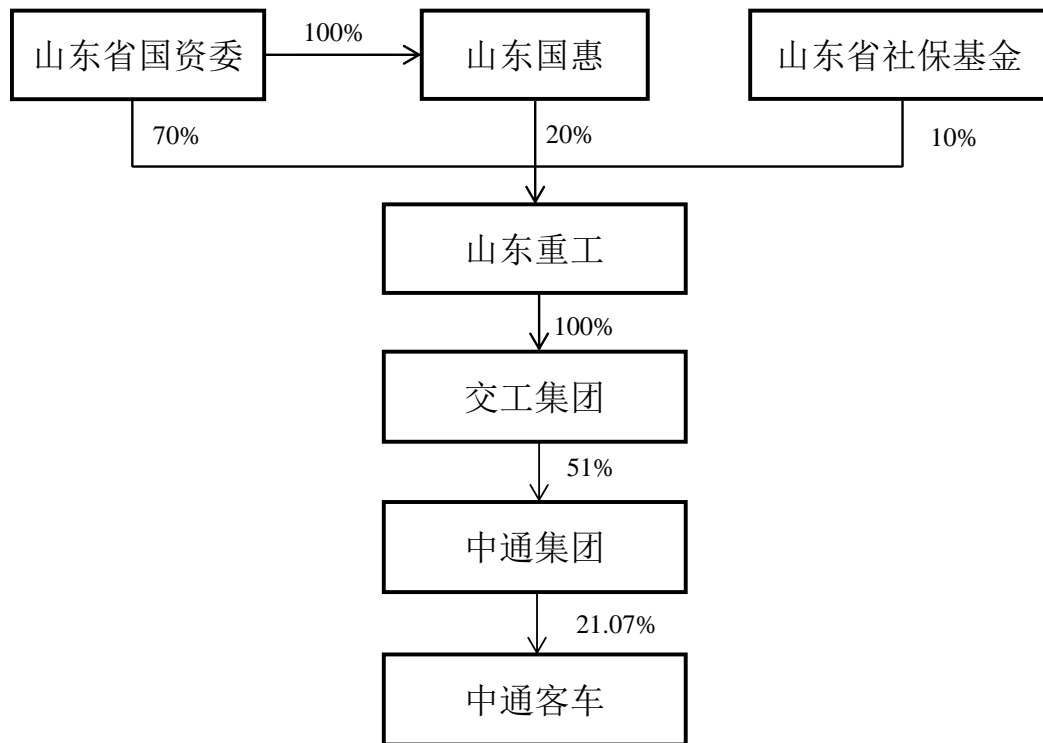 山东省国资委
100%
山东国惠
山东省社保基金
70%
20%
10%
山东重工
100%
交工集团
51%
中通集团
21.07%
中通客车